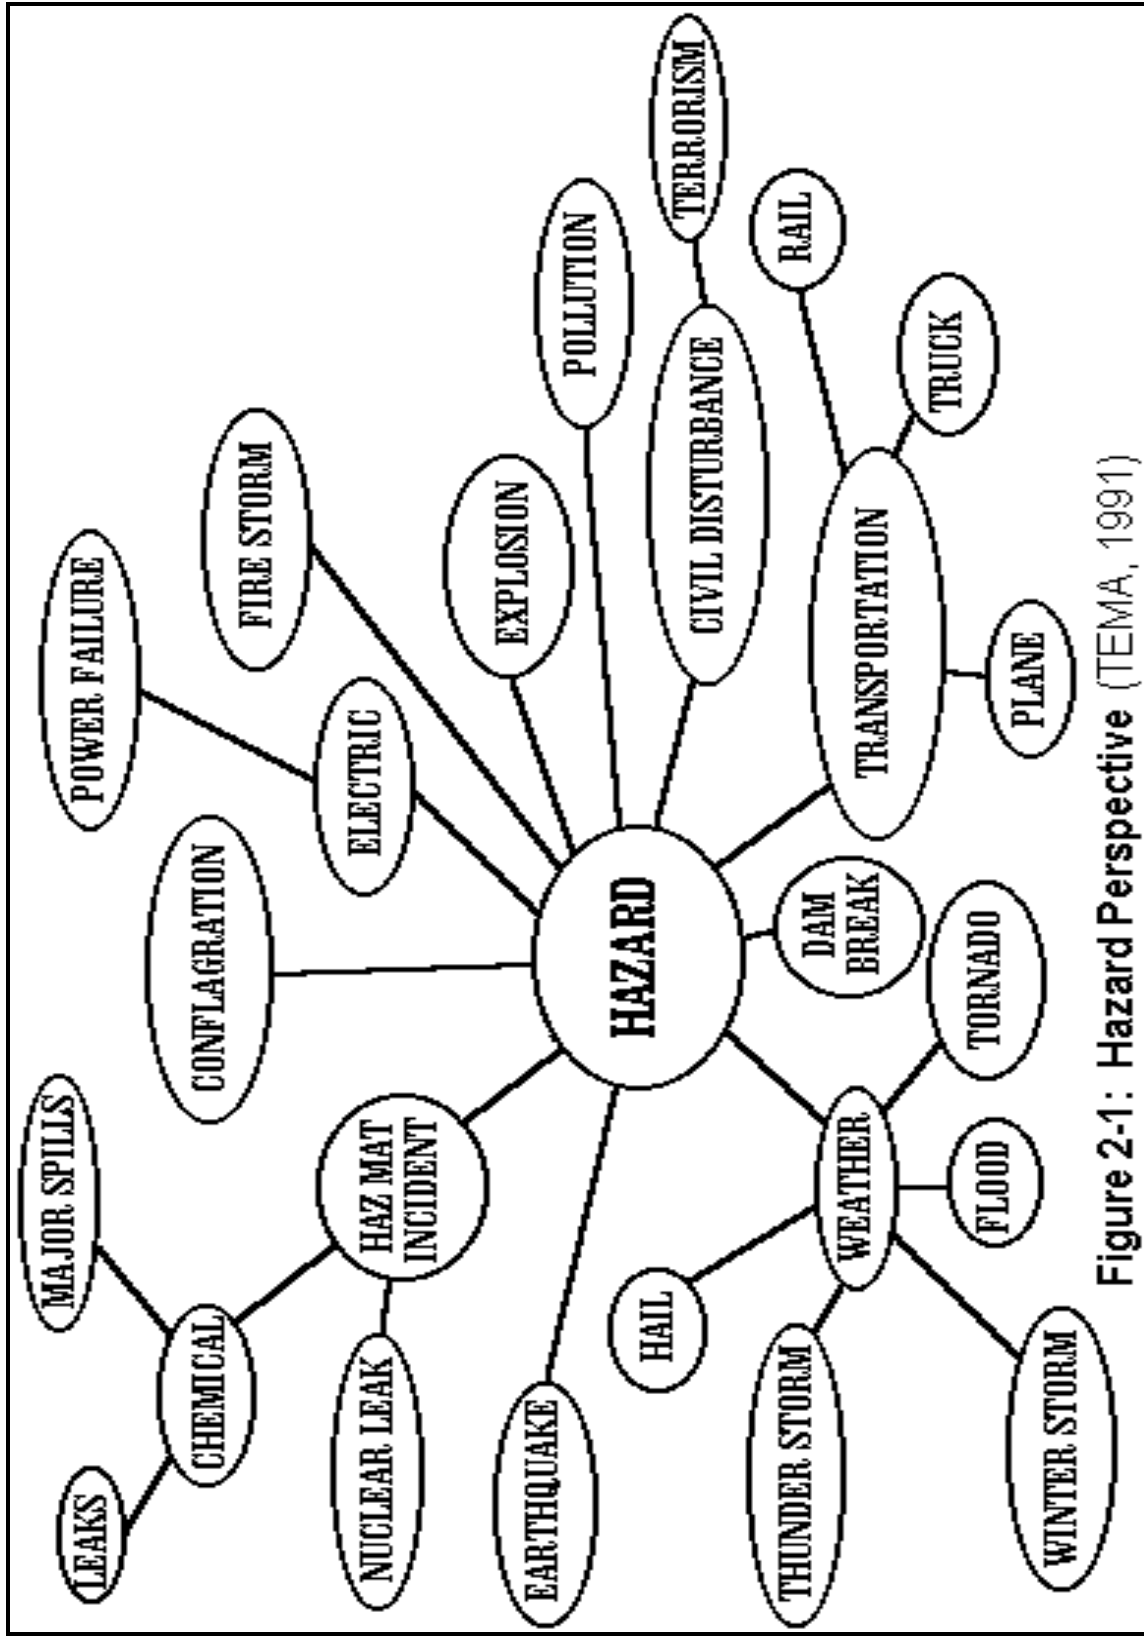 LEAKS
MAJOR SPILLS
CHEMICAL
CONFLAGRATION
POWER FAILURE
FIRE STORM
ELECTRIC
HAZ MAT
INCIDENT
NUCLEAR LEAK
EXPLOSION
POLLUTION
EARTHQUAKE
HAZARD
TERRORISM
CIVIL DISTURBANCE
HAIL
RAIL
DAM
BREAK
TRANSPORTATION
TRUCK
WEATHER
THUNDER STORM
TORNADO
FLOOD
PLANE
WINTER STORM
Figure 2-1: Hazard Perspective (TEMA, 1991)